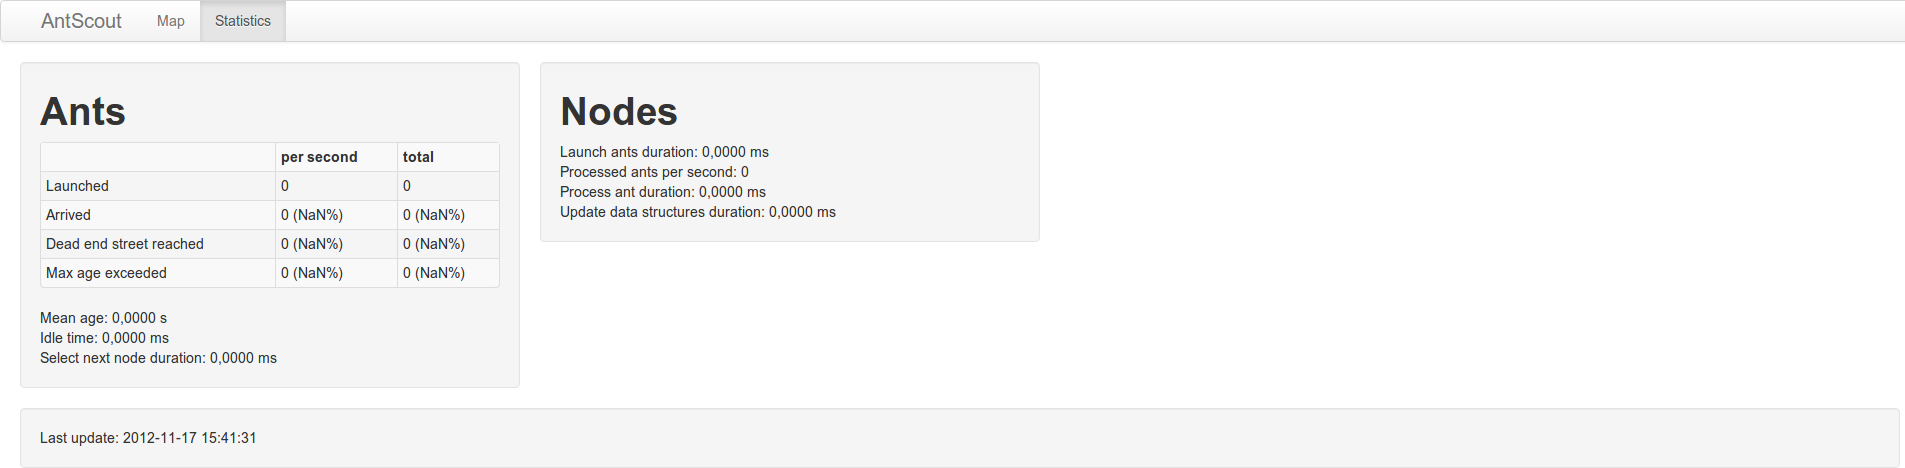 AntScout Map Statistics
Ants
per second total
Launched 0 0
Arrived 0 (NaN%) 0 (NaN%)
Dead end street reached 0 (NaN%) 0 (NaN%)
Max age exceeded 0 (NaN%) 0 (NaN%)
Mean age: 0,0000 s
Idle time: 0,0000 ms
Select next node duration: 0,0000 ms
Nodes
Launch ants duration: 0,0000 ms
Processed ants per second: 0
Process ant duration: 0,0000 ms
Update data structures duration: 0,0000 ms
Last update: 2012-11-17 15:41:31